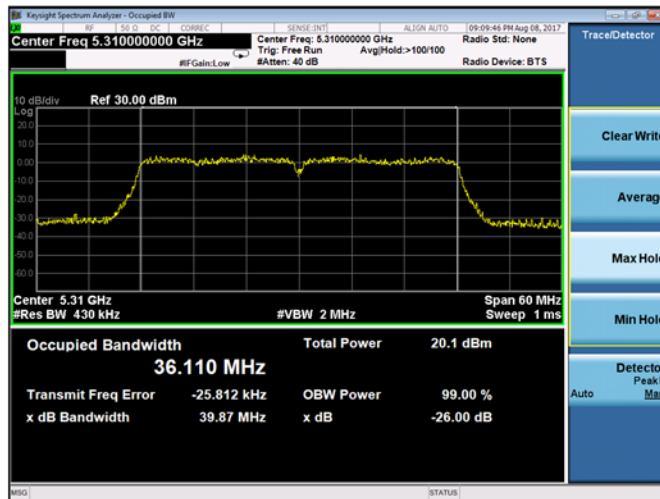 Keysight Spectrum Analyzer - Occupied BW
RF 50 Ω DC CORREC SENSE:INT ALIGN AUTO 09:09:46 PM Aug 08, 2017
Center Freq 5.310000000 GHz
Center Freq: 5.310000000 GHz
Radio Std: None
Trig: Free Run Avg|Hold:>100/100
#IFGain:Low #Atten: 40 dB Radio Device: BTS
10 dB/div Ref 30.00 dBm
Log
20.0
10.0
0.00
-10.0
-20.0
-30.0
-40.0
-50.0
-60.0
Center 5.31 GHz Span 60 MHz
#Res BW 430 kHz #VBW 2 MHz Sweep 1 ms
Occupied Bandwidth Total Power 20.1 dBm
36.110 MHz
Transmit Freq Error -25.812 kHz OBW Power 99.00 %
x dB Bandwidth 39.87 MHz x dB -26.00 dB
MSG STATUS
Trace/Detector
Clear Write
Average
Max Hold
Min Hold
Detector
Peak
Auto Man